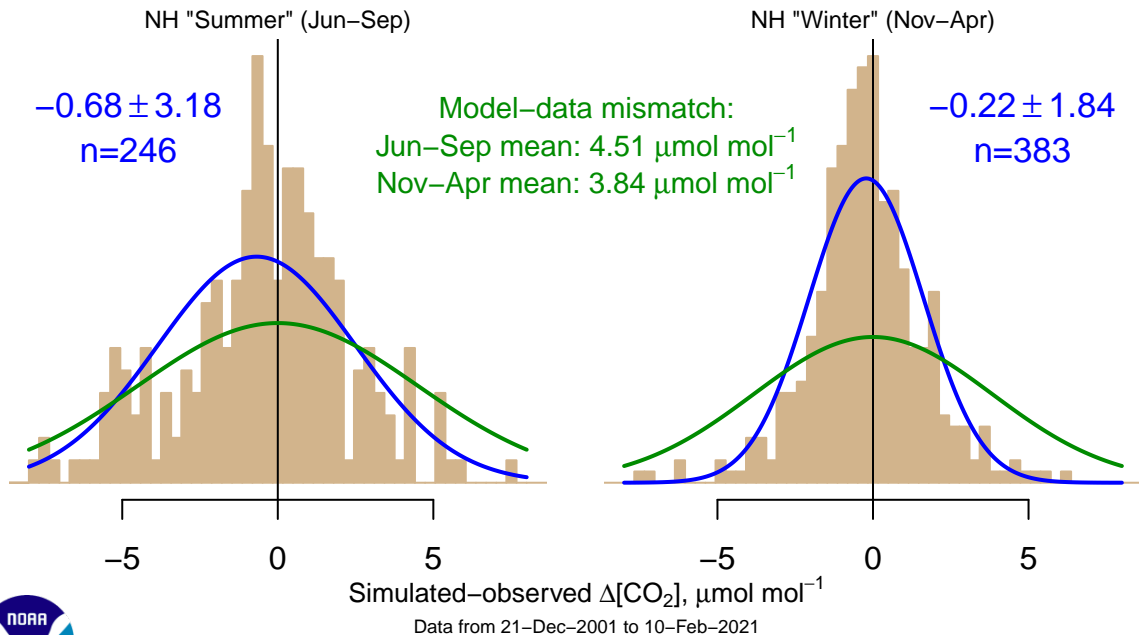 NH "Summer" (Jun−Sep)
NH "Winter" (Nov−Apr)
−0.68 ± 3.18
n=246
Model−data mismatch:
Jun−Sep mean: 4.51 μmol mol⁻¹
Nov−Apr mean: 3.84 μmol mol⁻¹
−0.22 ± 1.84
n=383
−5 0 5
−5 0 5
Simulated−observed Δ[CO₂], μmol mol⁻¹
Data from 21−Dec−2001 to 10−Feb−2021
NOAA